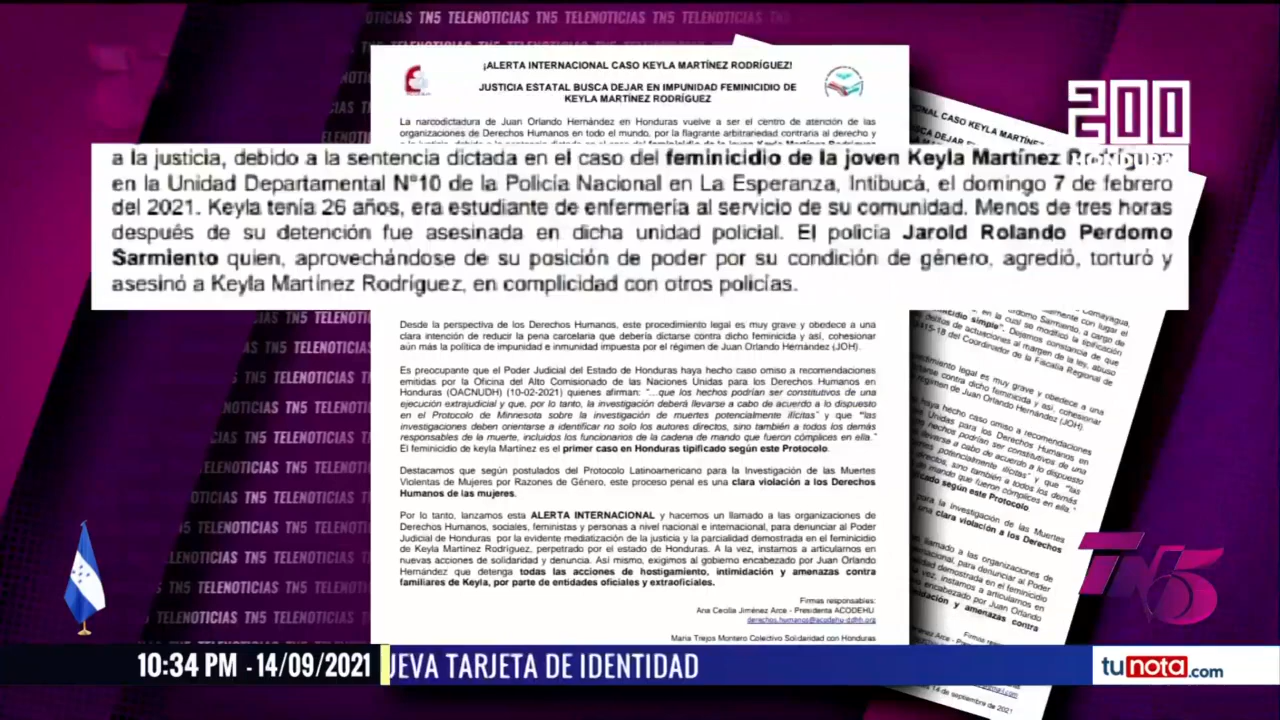 OTICIAS TN5 TELENOTICIAS TN5 TELENOTICIAS TN5 TELENOTICIAS
¡ALERTA INTERNACIONAL CASO KEYLA MARTÍNEZ RODRÍGUEZ!
JUSTICIA ESTATAL BUSCA DEJAR EN IMPUNIDAD FEMINICIDIO DE
KEYLA MARTÍNEZ RODRÍGUEZ
La narcodictadura de Juan Orlando Hernández en Honduras vuelve a ser el centro de atención de las
organizaciones de Derechos Humanos en todo el mundo, por la flagrante arbitrariedad contraria al derecho y
200
HONDURAS
a la justicia, debido a la sentencia dictada en el caso del feminicidio de la joven Keyla Martínez Rodríguez
en la Unidad Departamental N°10 de la Policía Nacional en La Esperanza, Intibucá, el domingo 7 de febrero
del 2021. Keyla tenía 26 años, era estudiante de enfermería al servicio de su comunidad. Menos de tres horas
después de su detención fue asesinada en dicha unidad policial. El policía Jarold Rolando Perdomo
Sarmiento quien, aprovechándose de su posición de poder por su condición de género, agredió, torturó y
asesinó a Keyla Martínez Rodríguez, en complicidad con otros policías.
Desde la perspectiva de los Derechos Humanos, este procedimiento legal es muy grave y obedece a una
clara intención de reducir la pena carcelaria que debería dictarse contra dicho feminicida y así, cohesionar
aún más la política de impunidad e inmunidad impuesta por el régimen de Juan Orlando Hernández (JOH).
Es preocupante que el Poder Judicial del Estado de Honduras haya hecho caso omiso a recomendaciones
emitidas por la Oficina del Alto Comisionado de las Naciones Unidas para los Derechos Humanos en
Honduras (OACNUDH) (10-02-2021) quienes afirman: "...que los hechos podrían ser constitutivos de una
ejecución extrajudicial y que, por lo tanto, la investigación deberá llevarse a cabo de acuerdo a lo dispuesto
en el Protocolo de Minnesota sobre la investigación de muertes potencialmente ilícitas" y que "las
investigaciones deben orientarse a identificar no solo los autores directos, sino también a todos los demás
responsables de la muerte, incluidos los funcionarios de la cadena de mando que fueron cómplices en ella."
El feminicidio de keyla Martínez es el primer caso en Honduras tipificado según este Protocolo.
Destacamos que según postulados del Protocolo Latinoamericano para la Investigación de las Muertes
Violentas de Mujeres por Razones de Género, este proceso penal es una clara violación a los Derechos
Humanos de las mujeres.
Por lo tanto, lanzamos esta ALERTA INTERNACIONAL y hacemos un llamado a las organizaciones de
Derechos Humanos, sociales, feministas y personas a nivel nacional e internacional, para denunciar al Poder
Judicial de Honduras por la evidente mediatización de la justicia y la parcialidad demostrada en el feminicidio
de Keyla Martínez Rodríguez, perpetrado por el estado de Honduras. A la vez, instamos a articularnos en
nuevas acciones de solidaridad y denuncia. Así mismo, exigimos al gobierno encabezado por Juan Orlando
Hernández que detenga todas las acciones de hostigamiento, intimidación y amenazas contra
familiares de Keyla, por parte de entidades oficiales y extraoficiales.
Firmas responsables:
Ana Cecilia Jiménez Arce - Presidenta ACODEHU
derechos.humanos@acodehu-ddhh.org
María Trejos Montero Colectivo Solidaridad con Honduras
TN5
10:34 PM -14/09/2021 UEVA TARJETA DE IDENTIDAD
tunota.com